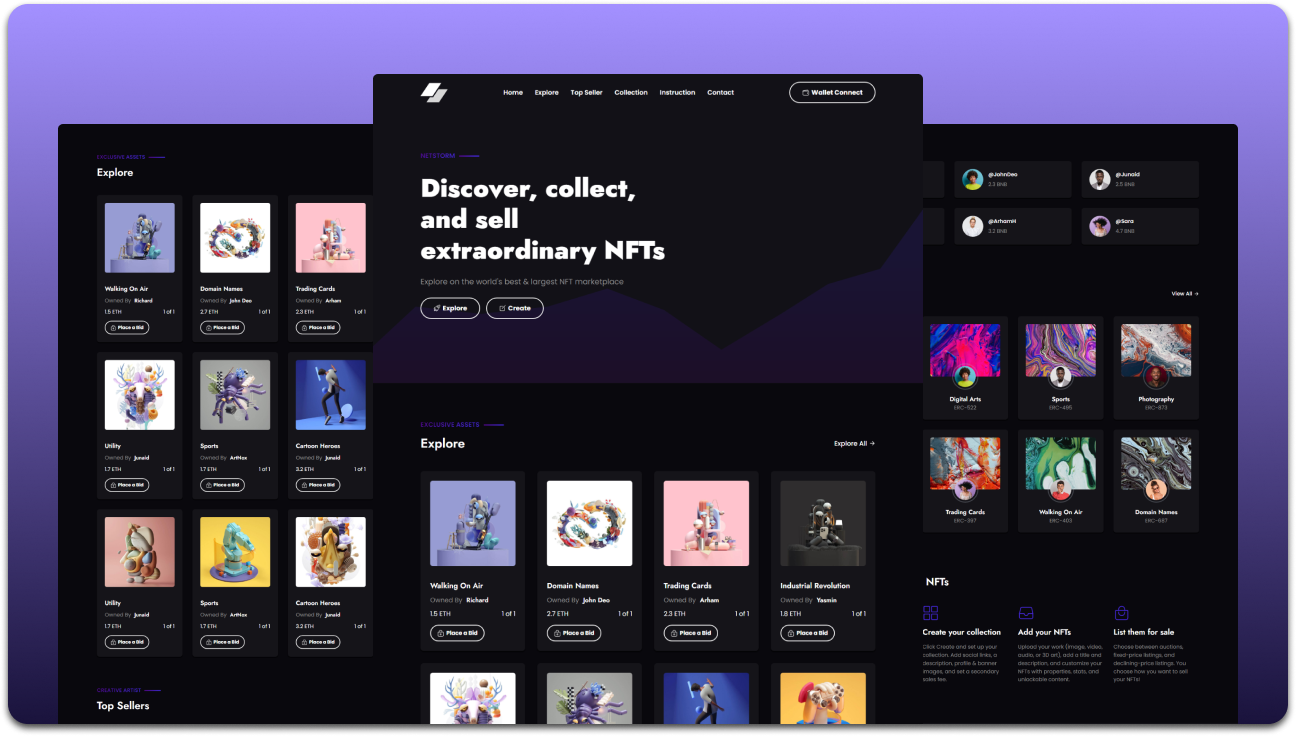 Home Explore Top Seller Collection Instruction Contact
Wallet Connect
NFTSTORM
Discover, collect,
and sell
extraordinary NFTs
Explore on the world's best & largest NFT marketplace
Explore Create
EXCLUSIVE ASSETS
Explore
Explore All →
Walking On Air Domain Names Trading Cards Industrial Revolution
Owned By Richard Owned By John Deo Owned By Arham Owned By Yasmin
1.5 ETH 1 of 1 2.7 ETH 1 of 1 2.3 ETH 1 of 1 1.8 ETH 1 of 1
Place a Bid Place a Bid Place a Bid Place a Bid
EXCLUSIVE ASSETS
Explore
Walking On Air Domain Names Trading Cards
Owned By Richard Owned By John Deo Owned By Arham
1.5 ETH 1 of 1 2.7 ETH 1 of 1 2.3 ETH 1 of 1
Place a Bid Place a Bid Place a Bid
Utility Sports Cartoon Heroes
Owned By Junaid Owned By ArtNox Owned By Junaid
1.7 ETH 1 of 1 1.7 ETH 1 of 1 3.2 ETH 1 of 1
Place a Bid Place a Bid Place a Bid
Utility Sports Cartoon Heroes
Owned By Junaid Owned By ArtNox Owned By Junaid
1.7 ETH 1 of 1 1.7 ETH 1 of 1 3.2 ETH 1 of 1
Place a Bid Place a Bid Place a Bid
CREATIVE ARTIST
Top Sellers
@JohnDeo @Junaid
2.3 BNB 2.5 BNB
@ArhamH @Sara
3.3 BNB 4.7 BNB
View All →
Digital Arts Sports Photography
ERC-522 ERC-495 ERC-873
Trading Cards Walking On Air Domain Names
ERC-397 ERC-403 ERC-687
NFTs
Create your collection Add your NFTs List them for sale
Click Create and set up your
collection. Add social links, a
description, profile & banner
images, and set a secondary
sales fee.
Upload your work (image, video,
audio, or 3D art), add a title and
description, and customize your
NFTs with properties, stats, and
unlockable content.
Choose between auctions,
fixed-price listings, and
declining-price listings. You
choose how you want to sell
your NFTs!